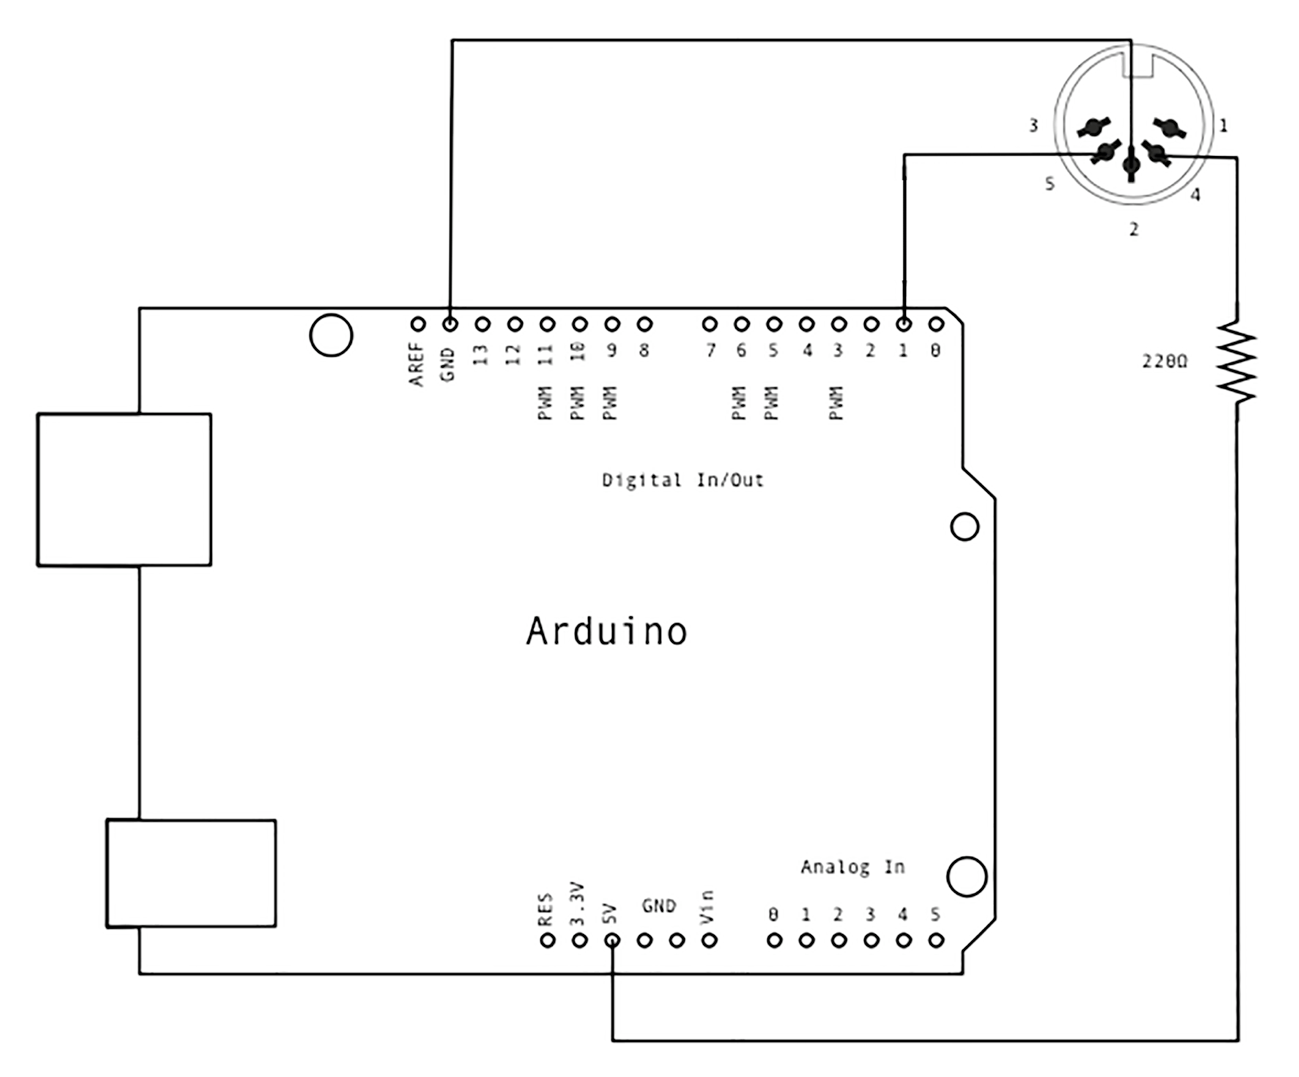 3
1
5
4
2
220Ω
AREF
GND
13
12
11
10
9
8
7
6
5
4
3
2
1
0
PWM
PWM
PWM
PWM
PWM
PWM
Digital In/Out
Arduino
Analog In
RES
3.3V
5V
GND
Vin
0
1
2
3
4
5